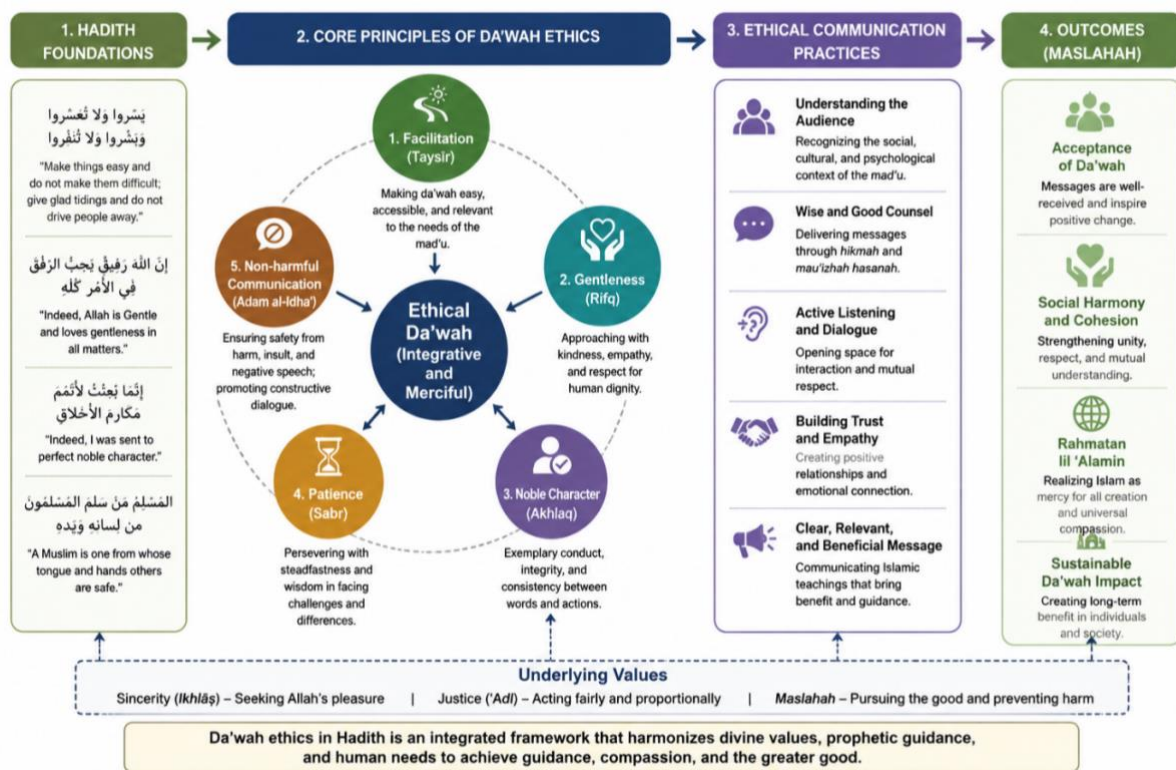 1. HADITH
FOUNDATIONS
2. CORE PRINCIPLES OF DA'WAH ETHICS
3. ETHICAL COMMUNICATION
PRACTICES
4. OUTCOMES
(MASLAHAH)
يَسِّروا وَلا تُعَسِّروا
وَبَشِّروا وَلا تُنَفِّروا
"Make things easy and
do not make them difficult;
give glad tidings and do not
drive people away."
إنَّ اللَّهَ رَفِيقٌ يَحِبُّ الرِّفْقَ
فِي الأَمْرِ كُلِّهِ
"Indeed, Allah is Gentle
and loves gentleness in
all matters."
إنَّمَا بُعِثْتُ لأُتَمِّمَ
مَكَارِمَ الأَخْلَاقِ
"Indeed, I was sent to
perfect noble character."
المُسْلِمُ مَنْ سَلِمَ المُسْلِمُونَ
مِن لِسانِهِ وَيَدِهِ
"A Muslim is one from whose
tongue and hands others
are safe."
1. Facilitation
(Taysir)
Making da'wah easy,
accessible, and relevant
to the needs of the
mad'u.
2. Gentleness
(Rifq)
Approaching with
kindness, empathy,
and respect for
human dignity.
3. Noble Character
(Akhlaq)
Exemplary conduct,
integrity, and
consistency between
words and actions.
4. Patience
(Sabr)
Persevering with
steadfastness and
wisdom in facing
challenges and
differences.
5. Non-harmful
Communication
(Adam al-Idha')
Ensuring safety from
harm, insult, and
negative speech;
promoting constructive
dialogue.
Ethical
Da'wah
(Integrative
and
Merciful)
Understanding the
Audience
Recognizing the social,
cultural, and psychological
context of the mad'u.
Wise and Good Counsel
Delivering messages
through hikmah and
mau'izhah hasanah.
Active Listening
and Dialogue
Opening space for
interaction and mutual
respect.
Building Trust
and Empathy
Creating positive
relationships and
emotional connection.
Clear, Relevant,
and Beneficial Message
Communicating Islamic
teachings that bring
benefit and guidance.
Acceptance
of Da'wah
Messages are well-
received and inspire
positive change.
Social Harmony
and Cohesion
Strengthening unity,
respect, and mutual
understanding.
Rahmatan
lil 'Alamin
Realizing Islam as
mercy for all creation
and universal
compassion.
Sustainable
Da'wah Impact
Creating long-term
benefit in individuals
and society.
Underlying Values
Sincerity (Ikhlāṣ) – Seeking Allah's pleasure | Justice ('Adl) – Acting fairly and proportionally | Maslahah – Pursuing the good and preventing harm
Da'wah ethics in Hadith is an integrated framework that harmonizes divine values, prophetic guidance,
and human needs to achieve guidance, compassion, and the greater good.